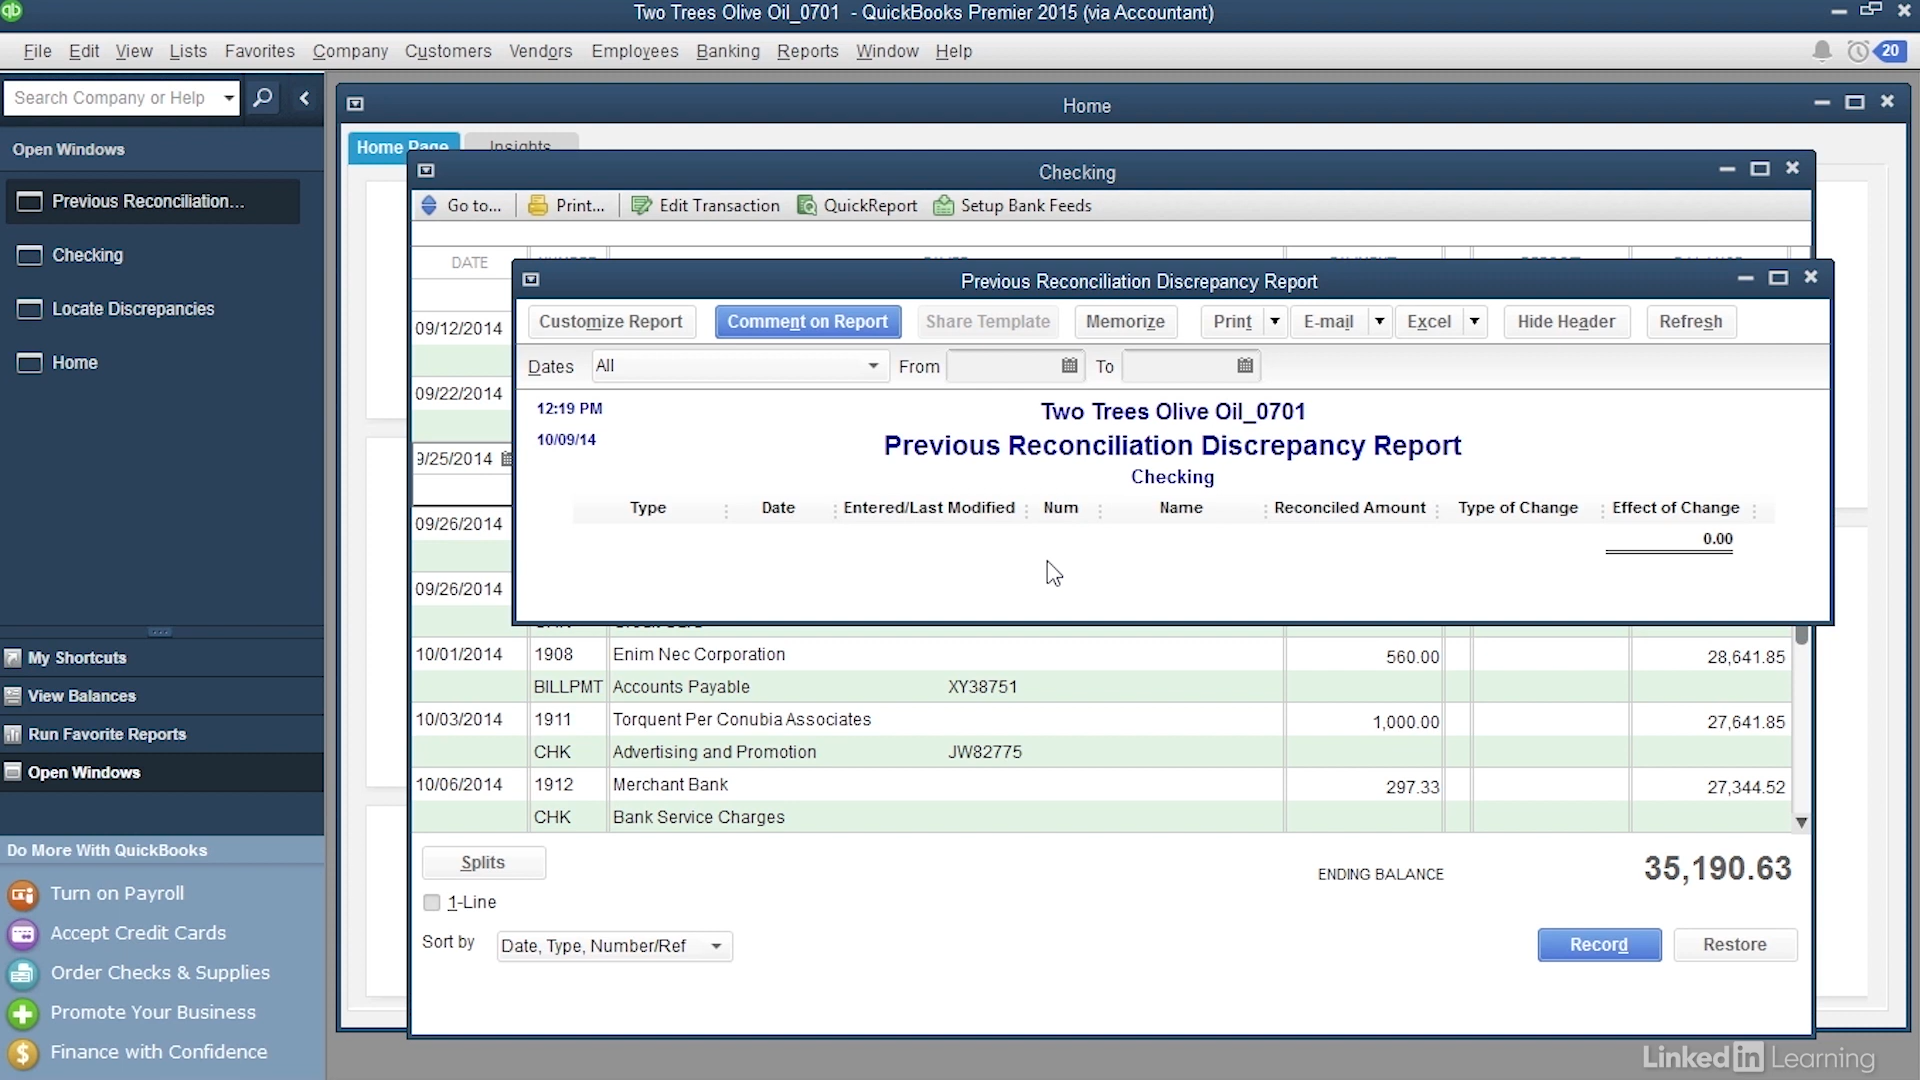 Two Trees Olive Oil_0701 - QuickBooks Premier 2015 (via Accountant)
File Edit View Lists Favorites Company Customers Vendors Employees Banking Reports Window Help
20
Search Company or Help
Home
Open Windows
Home Page
Insights
Previous Reconciliation...
Checking
Locate Discrepancies
Home
Checking
Go to... Print... Edit Transaction QuickReport Setup Bank Feeds
DATE
Previous Reconciliation Discrepancy Report
Customize Report Comment on Report Share Template Memorize Print E-mail Excel Hide Header Refresh
Dates All From To
12:19 PM
10/09/14
Two Trees Olive Oil_0701
Previous Reconciliation Discrepancy Report
Checking
Type Date Entered/Last Modified Num Name Reconciled Amount Type of Change Effect of Change
0.00
09/12/2014
09/22/2014
9/25/2014
09/26/2014
09/26/2014
10/01/2014 1908 Enim Nec Corporation 560.00 28,641.85
BILLPMT Accounts Payable XY38751
10/03/2014 1911 Torquent Per Conubia Associates 1,000.00 27,641.85
CHK Advertising and Promotion JW82775
10/06/2014 1912 Merchant Bank 297.33 27,344.52
CHK Bank Service Charges
Splits
ENDING BALANCE 35,190.63
1-Line
Sort by Date, Type, Number/Ref
Record Restore
My Shortcuts
View Balances
Run Favorite Reports
Open Windows
Do More With QuickBooks
Turn on Payroll
Accept Credit Cards
Order Checks & Supplies
Promote Your Business
Finance with Confidence
Linked in Learning